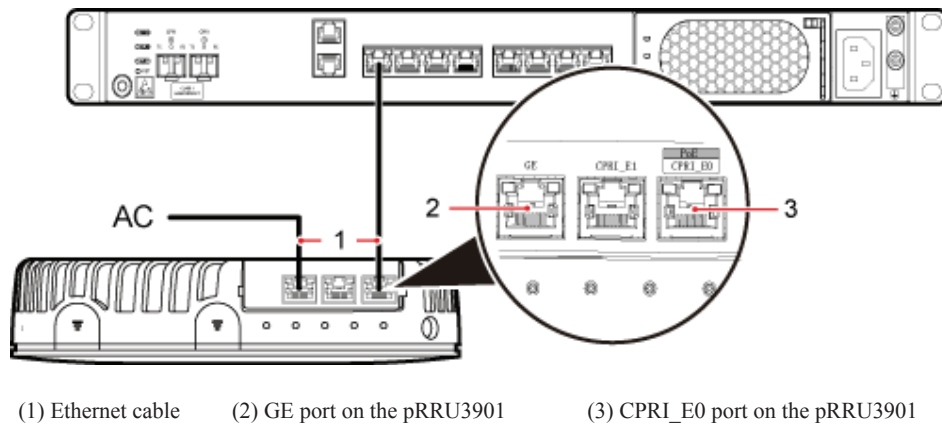 GE
CPRI_E1
PoE
CPRI_E0
2
3
AC
1
(1) Ethernet cable (2) GE port on the pRRU3901 (3) CPRI_E0 port on the pRRU3901